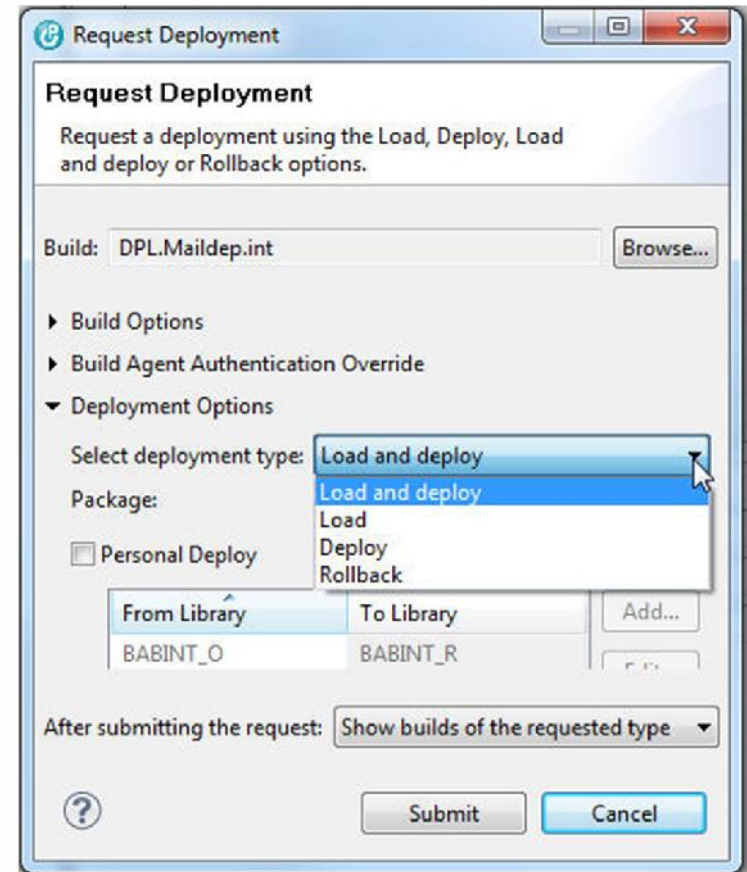 Request Deployment
Request Deployment
Request a deployment using the Load, Deploy, Load
and deploy or Rollback options.
Build: DPL.Maildep.int Browse...
Build Options
Build Agent Authentication Override
Deployment Options
Select deployment type: Load and deploy
Package: Load and deploy
Load
Personal Deploy Deploy
Rollback
From Library To Library Add...
BABINT_O BABINT_R
After submitting the request: Show builds of the requested type
? Submit Cancel